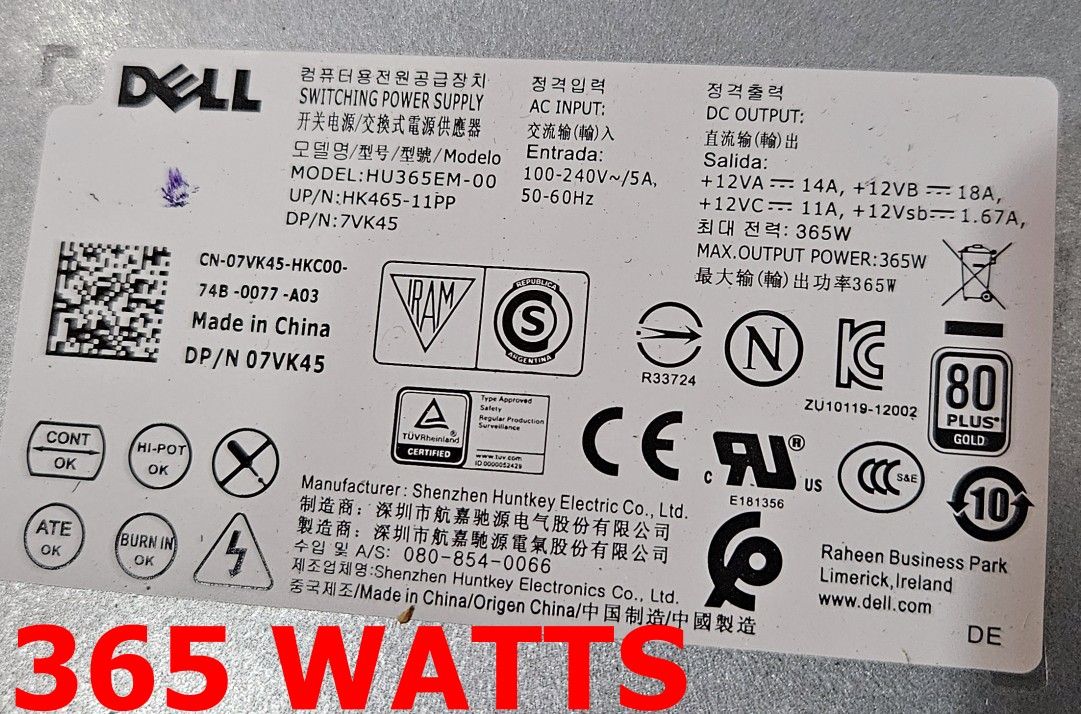 DELL
컴퓨터용전원공급장치
SWITCHING POWER SUPPLY
开关电源/交换式電源供應器
모델명/型号/型號/Modelo
MODEL:HU365EM-00
UP/N:HK465-11PP
DP/N:7VK45
정격입력
AC INPUT:
交流输(輸)入
Entrada:
100-240V~/5A,
50-60Hz
정격출력
DC OUTPUT:
直流输(輸)出
Salida:
+12VA ⎓ 14A, +12VB ⎓ 18A,
+12VC ⎓ 11A, +12Vsb ⎓ 1.67A,
최대 전력: 365W
MAX.OUTPUT POWER:365W
最大输(輸)出功率365W
CN-07VK45-HKC00-
74B-0077-A03
Made in China
DP/N 07VK45
IRAM
REPUBLICA
S
ARGENTINA
R33724
N
KC
ZU10119-12002
80
PLUS
GOLD
CONT
OK
HI-POT
OK
ATE
OK
BURN IN
OK
TÜVRheinland
CERTIFIED
Type Approved
Safety
Regular Production
Surveillance
www.tuv.com
ID 0000052429
CE
c RU ® US
E181356
CCC S&E
10
Manufacturer: Shenzhen Huntkey Electric Co., Ltd.
制造商: 深圳市航嘉驰源电气股份有限公司
製造商: 深圳市航嘉馳源電氣股份有限公司
수입 및 A/S: 080-854-0066
제조업체명:Shenzhen Huntkey Electronics Co., Ltd.
중국제조/Made in China/Origen China/中国制造/中國製造
Raheen Business Park
Limerick,Ireland
www.dell.com
DE
365 WATTS